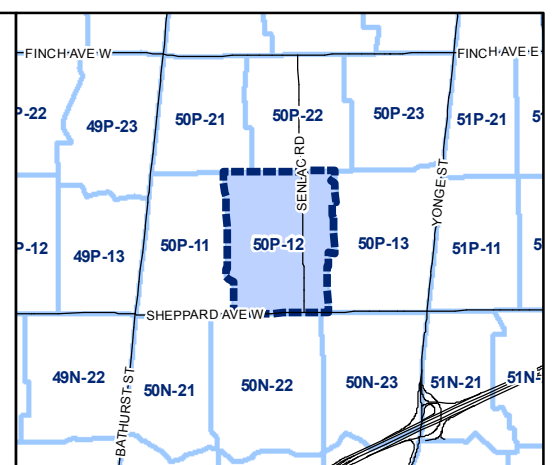 FINCH AVE W
FINCH AVE E
P-22
49P-23
50P-21
50P-22
50P-23
51P-21
51
SENLAC RD
YONGE ST
P-12
49P-13
50P-11
50P-12
50P-13
51P-11
5
SHEPPARD AVE W
49N-22
50N-21
50N-22
50N-23
51N-21
51N-
BATHURST ST